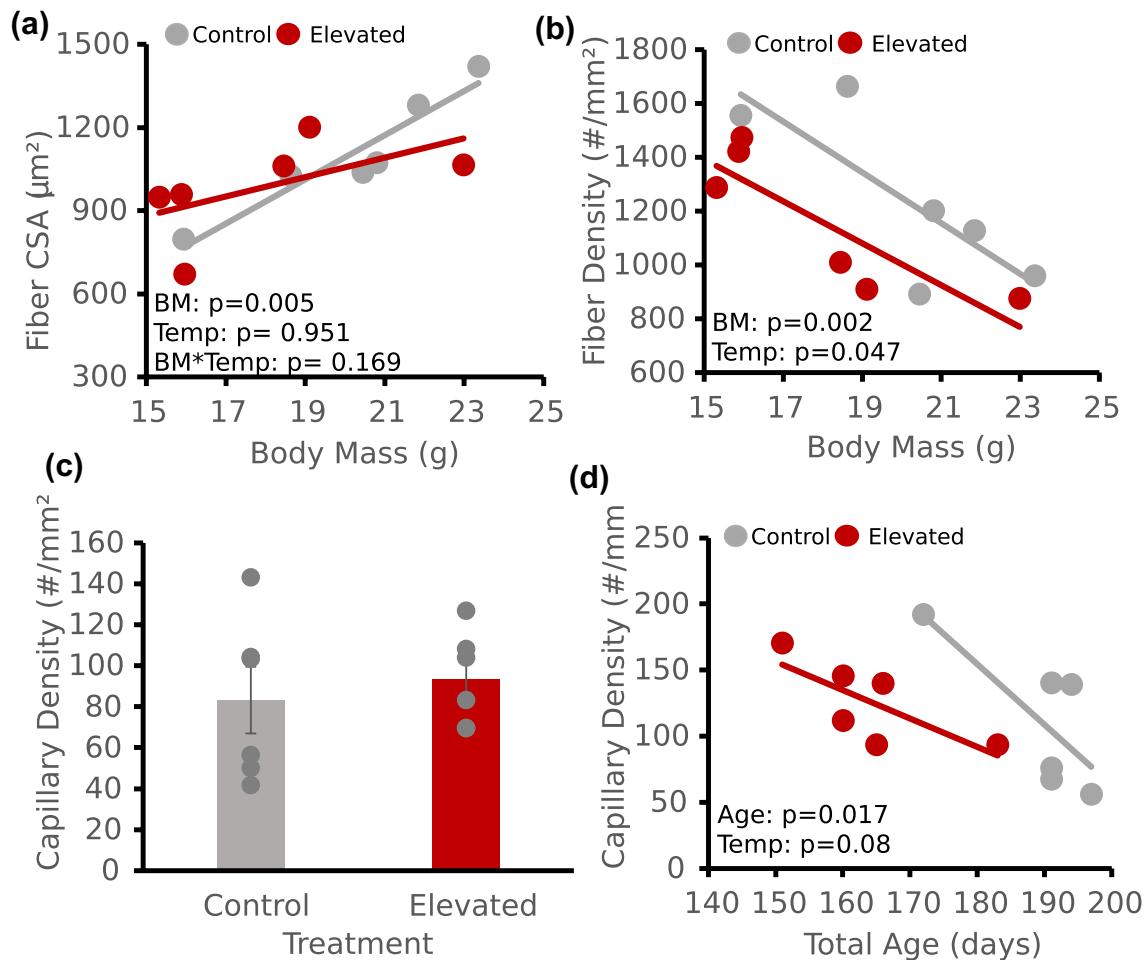 (a)
Control Elevated
1500
1200
900
600
300
Fiber CSA (µm²)
BM: p=0.005
Temp: p= 0.951
BM*Temp: p= 0.169
15 17 19 21 23 25
Body Mass (g)
(b)
Control Elevated
1800
1600
1400
1200
1000
800
600
Fiber Density (#/mm²)
BM: p=0.002
Temp: p=0.047
15 17 19 21 23 25
Body Mass (g)
(c)
160
140
120
100
80
60
40
20
0
Capillary Density (#/mm²
Control Elevated
Treatment
(d)
Control Elevated
250
200
150
100
50
0
Capillary Density (#/mm
Age: p=0.017
Temp: p=0.08
140 150 160 170 180 190 200
Total Age (days)